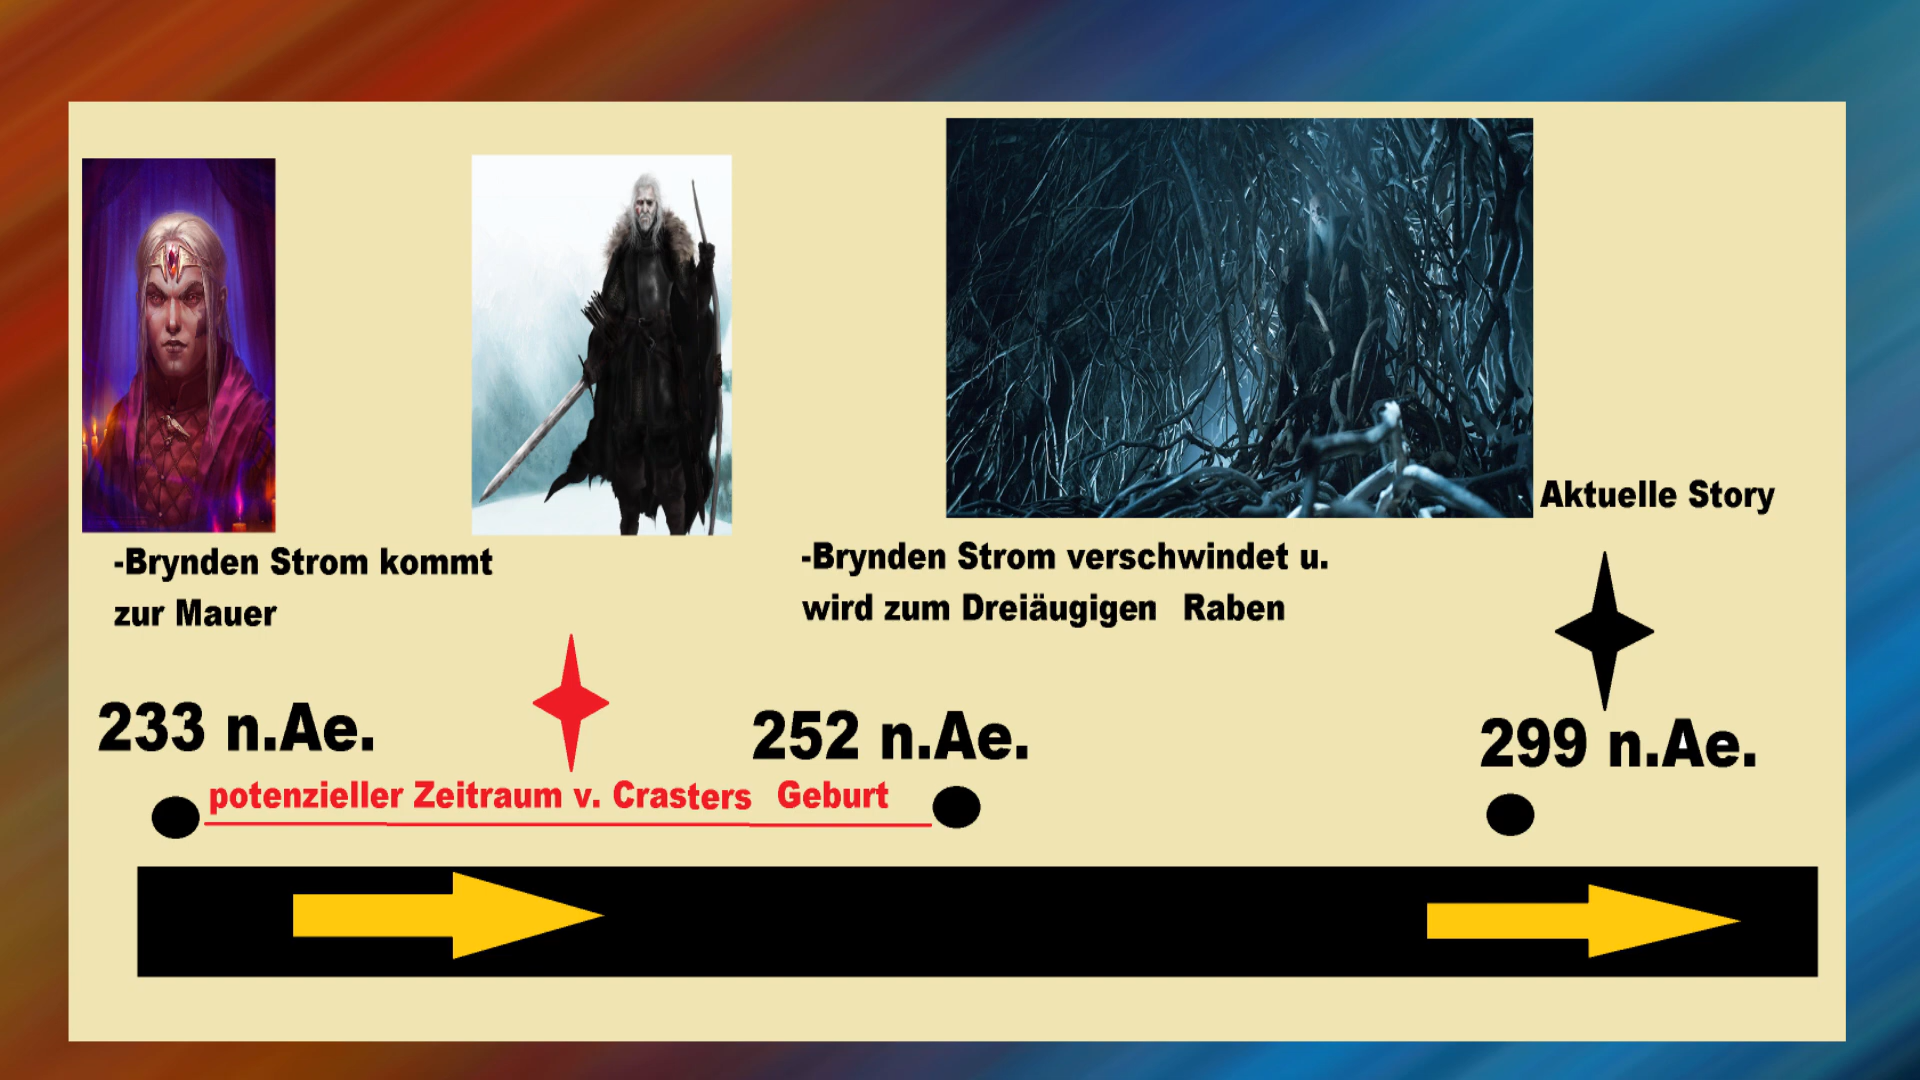 Aktuelle Story
-Brynden Strom kommt
zur Mauer
-Brynden Strom verschwindet u.
wird zum Dreiäugigen Raben
233 n.Ae.
252 n.Ae.
299 n.Ae.
potenzieller Zeitraum v. Crasters Geburt